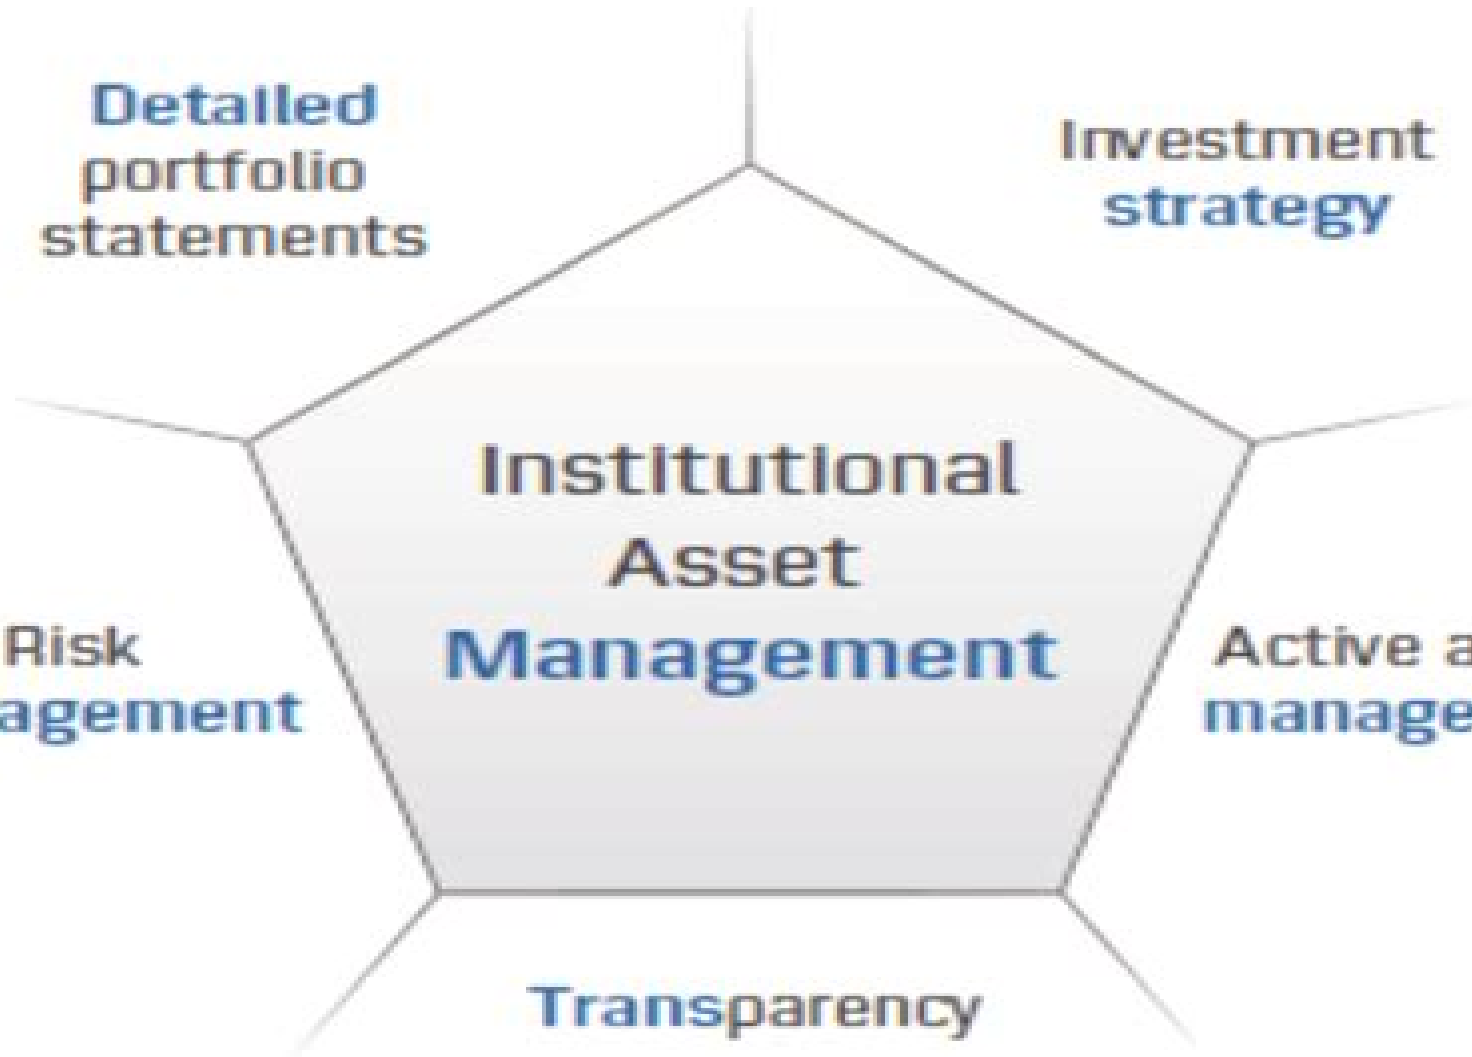 Detailed
portfolio
statements
Investment
strategy
Institutional
Asset
Management
Risk
agement
Active a
manage
Transparency